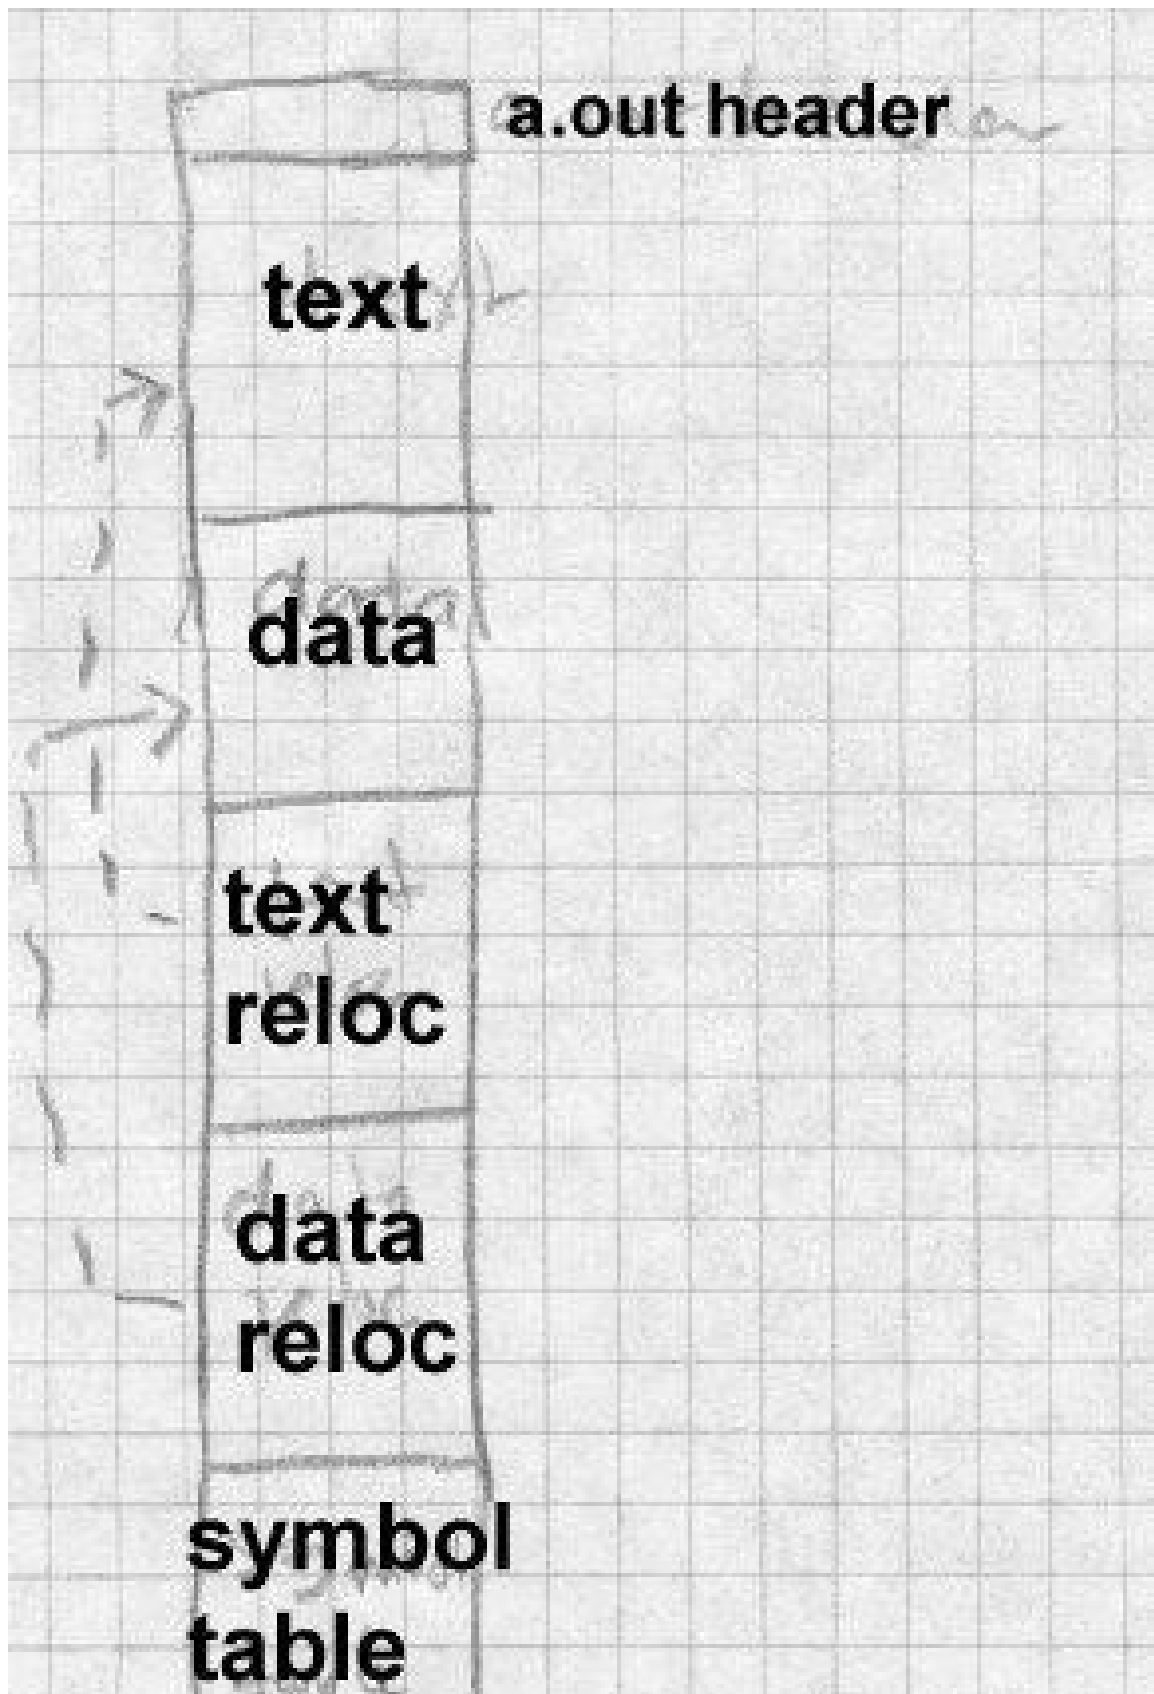 a.out header
text
data
text
reloc
data
reloc
symbol
table